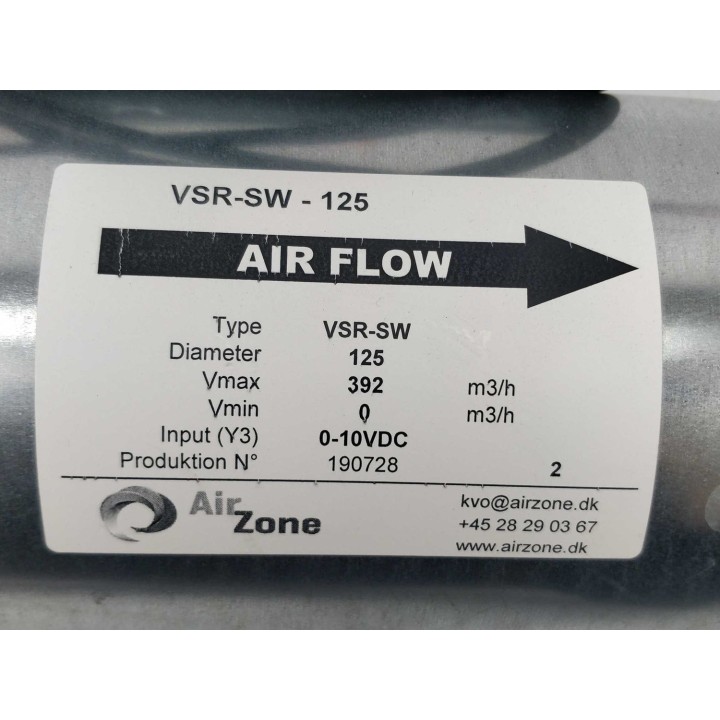 VSR-SW - 125
AIR FLOW
Type VSR-SW
Diameter 125
Vmax 392 m3/h
Vmin 0 m3/h
Input (Y3) 0-10VDC
Produktion N° 190728 2
Air Zone
kvo@airzone.dk
+45 28 29 03 67
www.airzone.dk